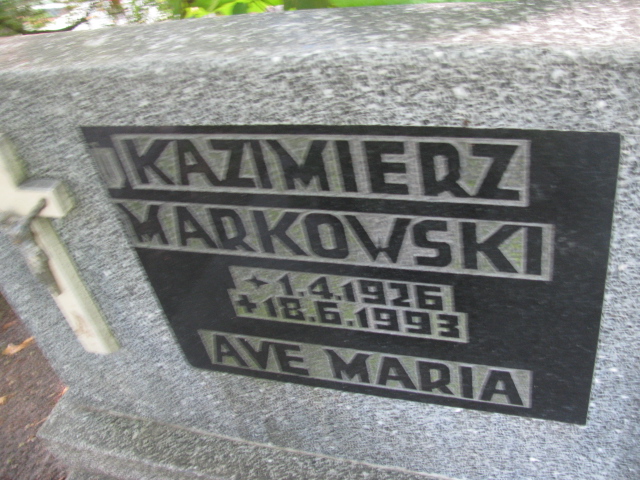 KAZIMIERZ
MARKOWSKI
1.4.1926
+18.6.1993
AVE MARIA